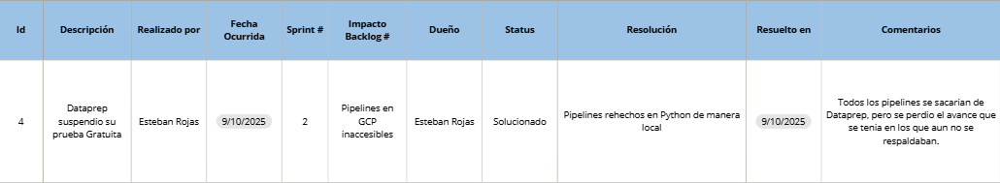 Id
Descripción
Realizado por
Fecha
Ocurrida
Sprint #
Impacto
Backlog #
Dueño
Status
Resolución
Resuelto en
Comentarios
4
Dataprep
suspendio su
prueba Gratuita
Esteban Rojas
9/10/2025
2
Pipelines en
GCP
inaccesibles
Esteban Rojas
Solucionado
Pipelines rehechos en Python de manera
local
9/10/2025
Todos los pipelines se sacarian de
Dataprep, pero se perdio el avance que
se tenia en los que aun no se
respaldaban.